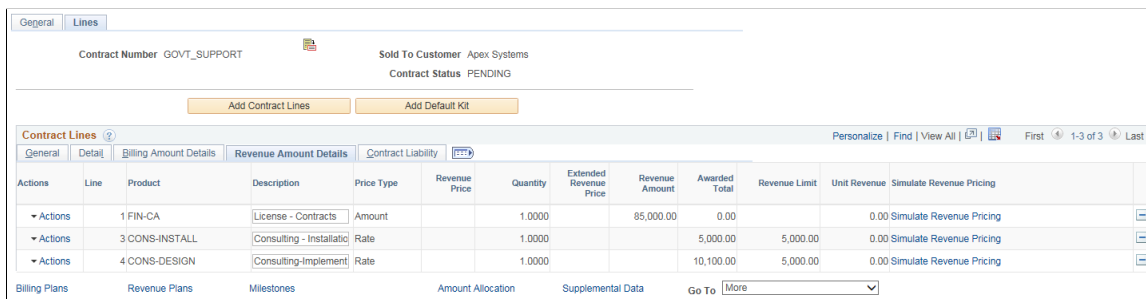 General Lines
Contract Number GOVT_SUPPORT Sold To Customer Apex Systems
Contract Status PENDING
Add Contract Lines Add Default Kit
Contract Lines Personalize | Find | View All | First 1-3 of 3 Last
General Detail Billing Amount Details Revenue Amount Details Contract Liability
Actions Line Product Description Price Type Revenue Price Quantity Extended Revenue Price Revenue Amount Awarded Total Revenue Limit Unit Revenue Simulate Revenue Pricing
Actions 1 FIN-CA License - Contracts Amount 1.0000 85,000.00 0.00 0.00 Simulate Revenue Pricing
Actions 3 CONS-INSTALL Consulting - Installatio Rate 1.0000 5,000.00 5,000.00 0.00 Simulate Revenue Pricing
Actions 4 CONS-DESIGN Consulting-Implement Rate 1.0000 10,100.00 5,000.00 0.00 Simulate Revenue Pricing
Billing Plans Revenue Plans Milestones Amount Allocation Supplemental Data Go To More